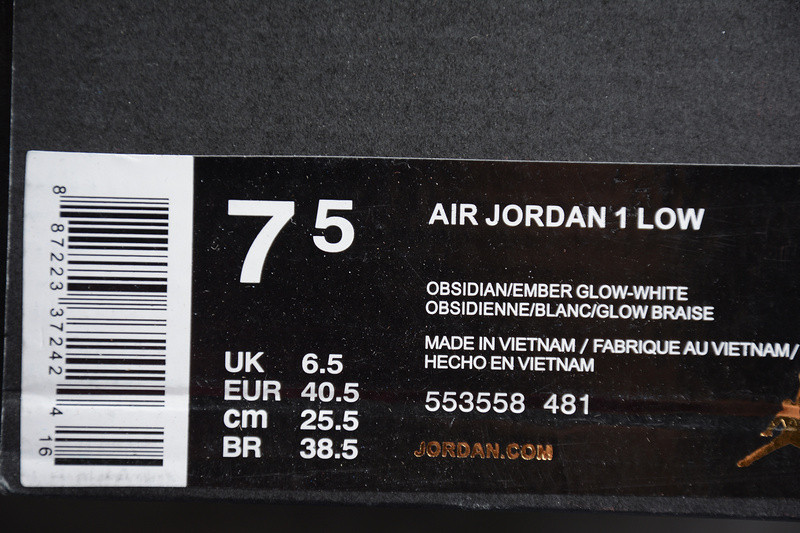 8
87223 37242
4
16
7 5
UK 6.5
EUR 40.5
cm 25.5
BR 38.5
AIR JORDAN 1 LOW
OBSIDIAN/EMBER GLOW-WHITE
OBSIDIENNE/BLANC/GLOW BRAISE
MADE IN VIETNAM / FABRIQUE AU VIETNAM/
HECHO EN VIETNAM
553558 481
JORDAN.COM